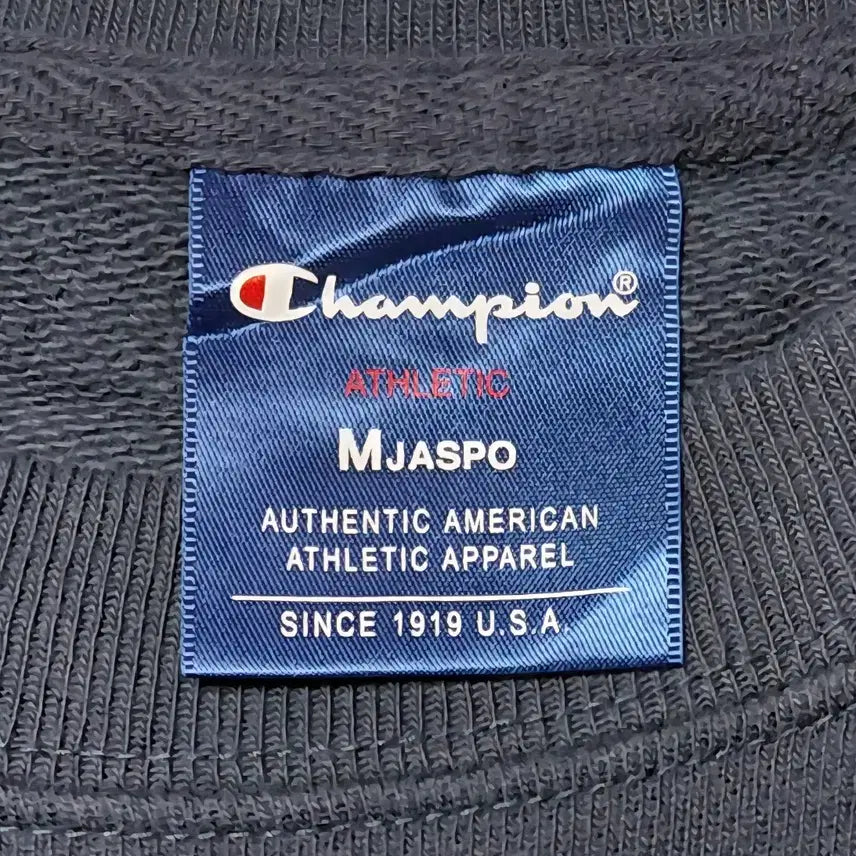 Champion®
ATHLETIC
MJASPO
AUTHENTIC AMERICAN
ATHLETIC APPAREL
SINCE 1919 U.S.A.